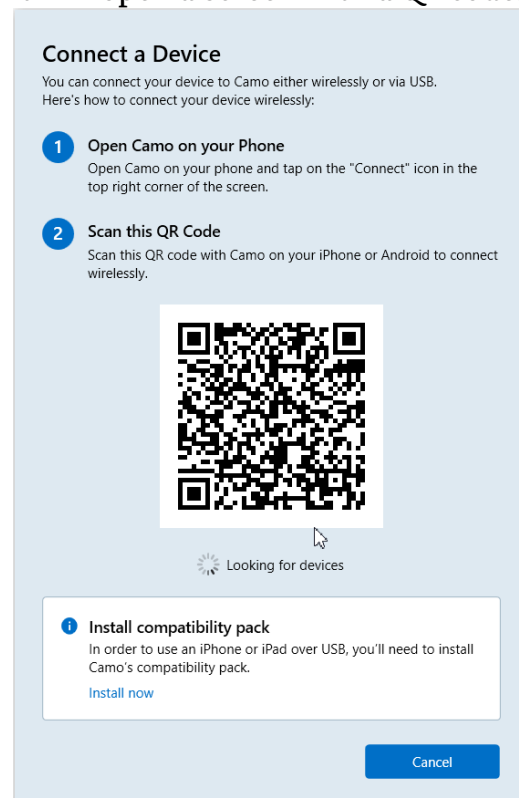 Connect a Device
You can connect your device to Camo either wirelessly or via USB.
Here's how to connect your device wirelessly:
1
Open Camo on your Phone
Open Camo on your phone and tap on the "Connect" icon in the
top right corner of the screen.
2
Scan this QR Code
Scan this QR code with Camo on your iPhone or Android to connect
wirelessly.
Looking for devices
Install compatibility pack
In order to use an iPhone or iPad over USB, you'll need to install
Camo's compatibility pack.
Install now
Cancel